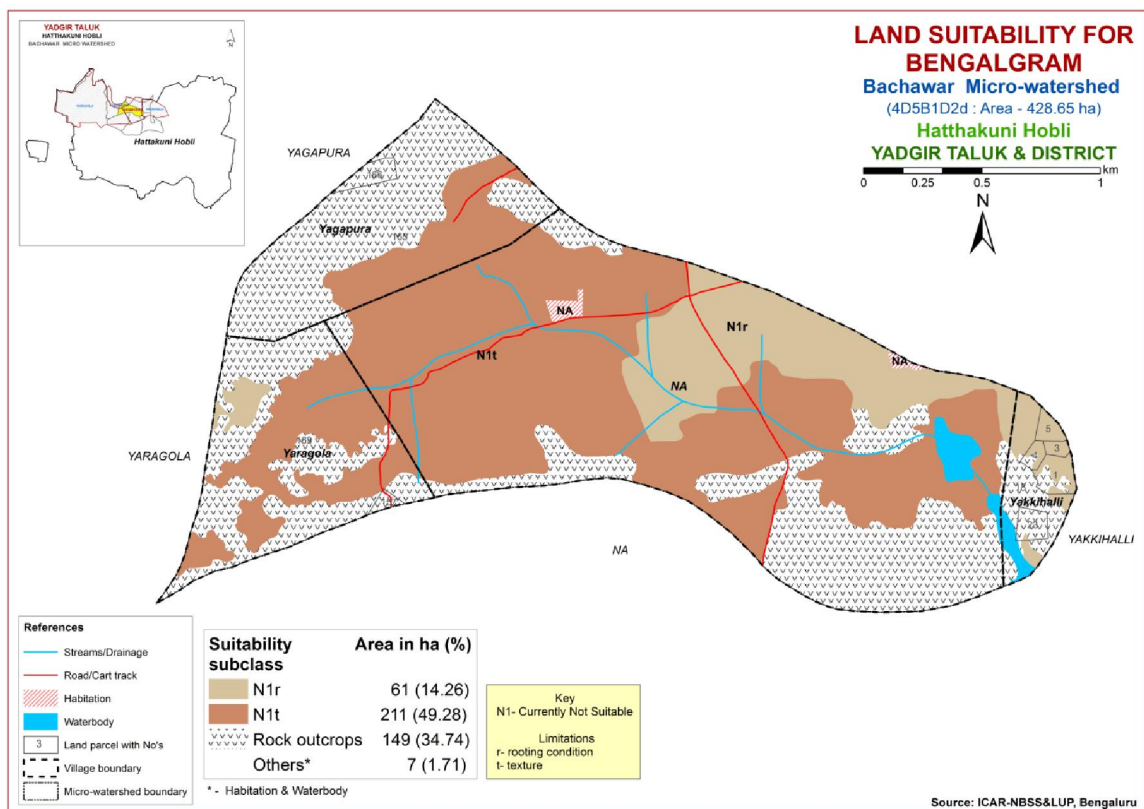 YADGIR TALUK
HATTHAKUNI HOBLI
BACHAWAR MICRO-WATERSHED
N
Hattakuni Hobli
LAND SUITABILITY FOR
BENGALGRAM
Bachawar Micro-watershed
(4D5B1D2d : Area - 428.65 ha)
Hatthakuni Hobli
YADGIR TALUK & DISTRICT
km
0 0.25 0.5 1
N
YAGAPURA
Yagapura
NA
N1r
N1t
NA
NA
YARAGOLA
Yaragola
5
3
Yakkihalli
YAKKIHALLI
NA
References
Streams/Drainage
Road/Cart track
Habitation
Waterbody
3 Land parcel with No's
Village boundary
Micro-watershed boundary
Suitability subclass Area in ha (%)
N1r 61 (14.26)
N1t 211 (49.28)
Rock outcrops 149 (34.74)
Others* 7 (1.71)
* - Habitation & Waterbody
Key
N1- Currently Not Suitable
Limitations
r- rooting condition
t- texture
Source: ICAR-NBSS&LUP, Bengaluru